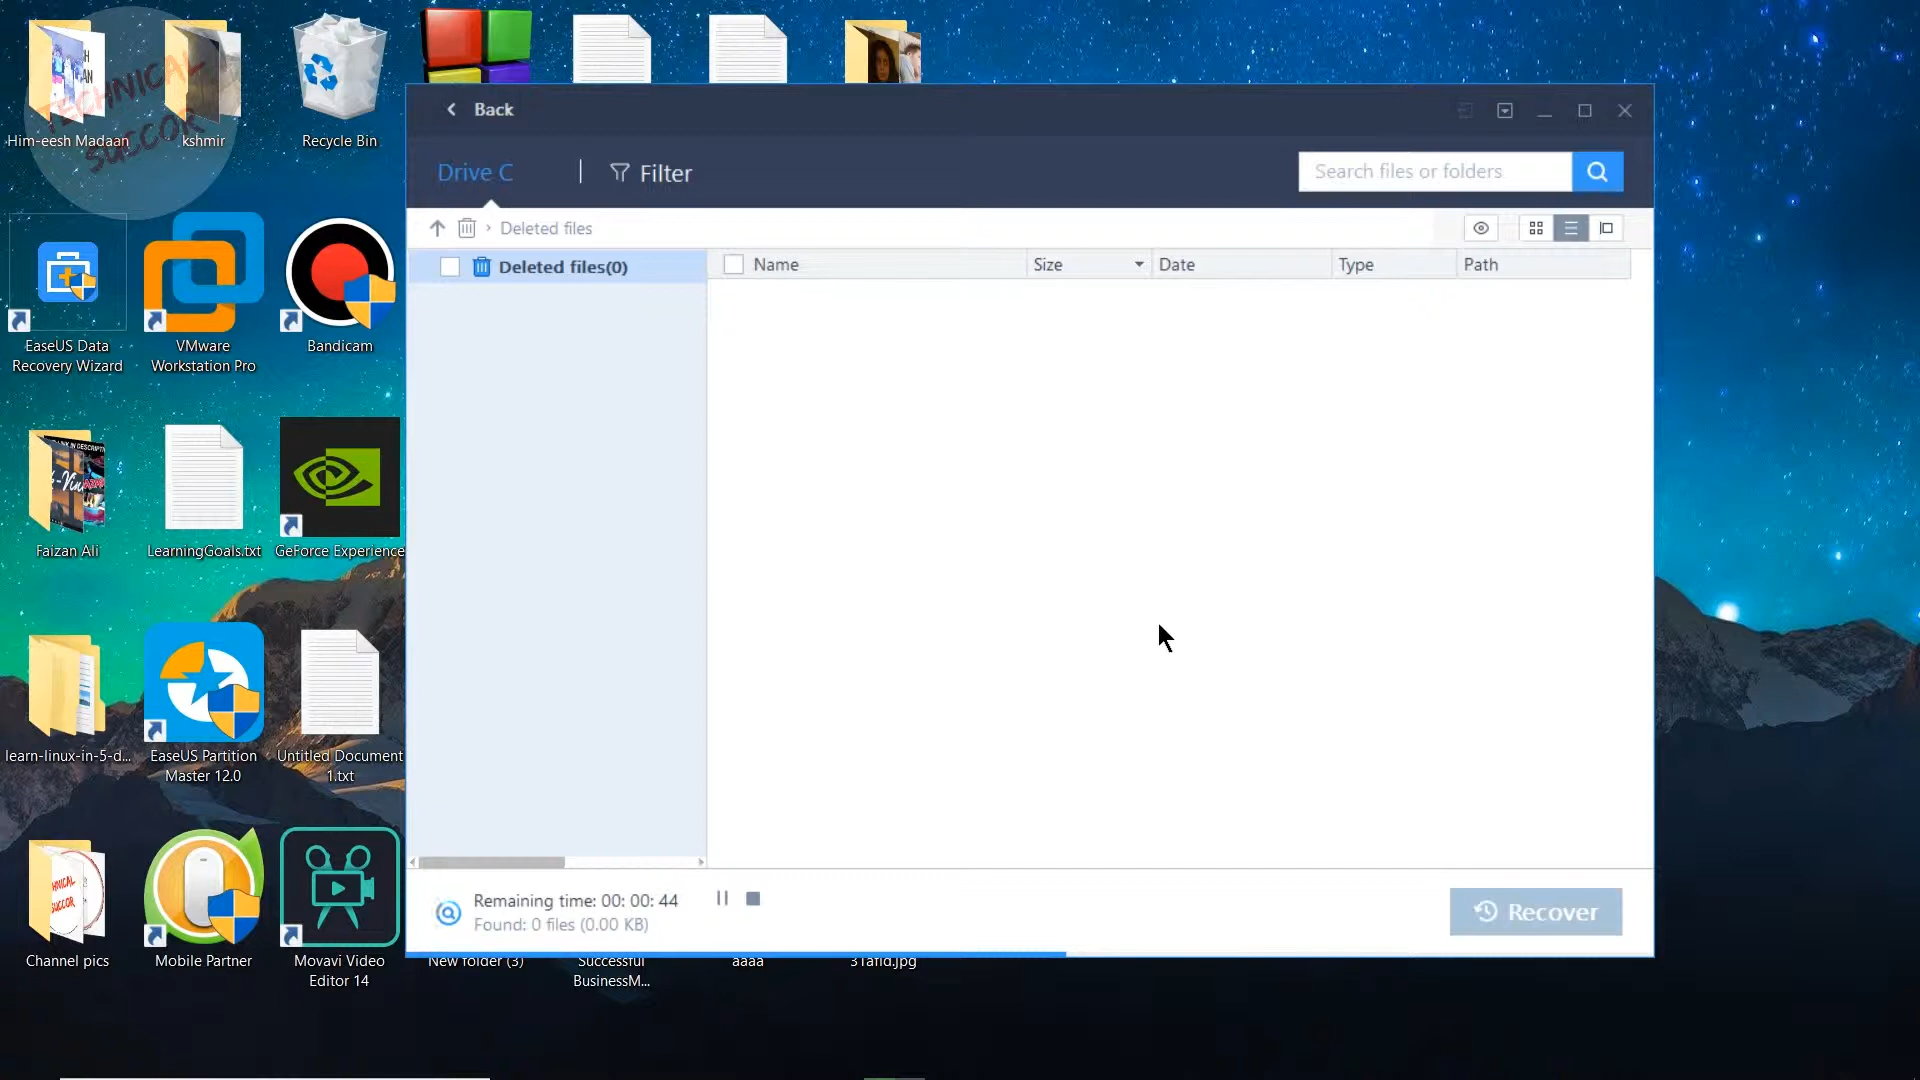 TECHNICAL
SUCCOR
Him-eesh Madaan
kshmir
Recycle Bin
EaseUS Data
Recovery Wizard
VMware
Workstation Pro
Bandicam
Faizan Ali
LearningGoals.txt
GeForce Experience
learn-linux-in-5-d...
EaseUS Partition
Master 12.0
Untitled Document
1.txt
Channel pics
Mobile Partner
Movavi Video
Editor 14
New folder (3)
Successful
BusinessM...
aaaa
31afid.jpg
Back
Drive C
Filter
Search files or folders
Deleted files
Deleted files(0)
Name
Size
Date
Type
Path
Remaining time: 00: 00: 44
Found: 0 files (0.00 KB)
Recover